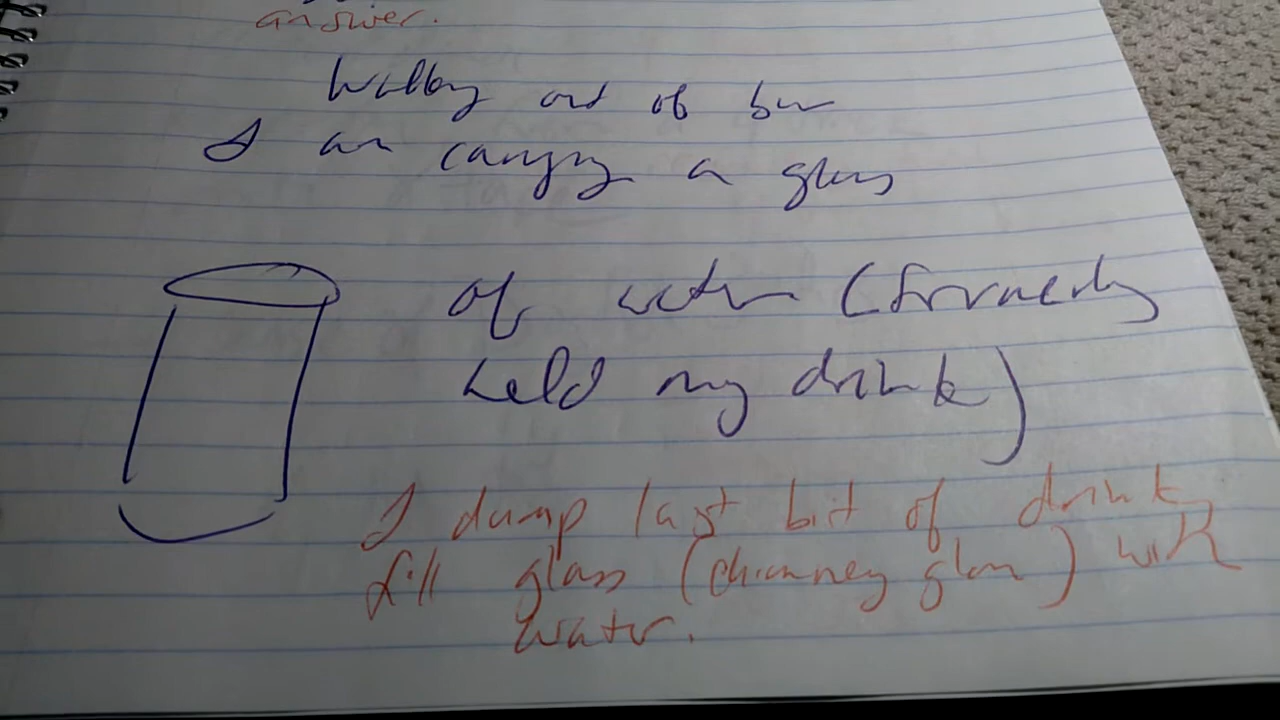 answer.
Walking out of bar
I am carrying a glass
of water (formerly
held my drink)
I dump last bit of drink,
fill glass (chimney glass) with
water.